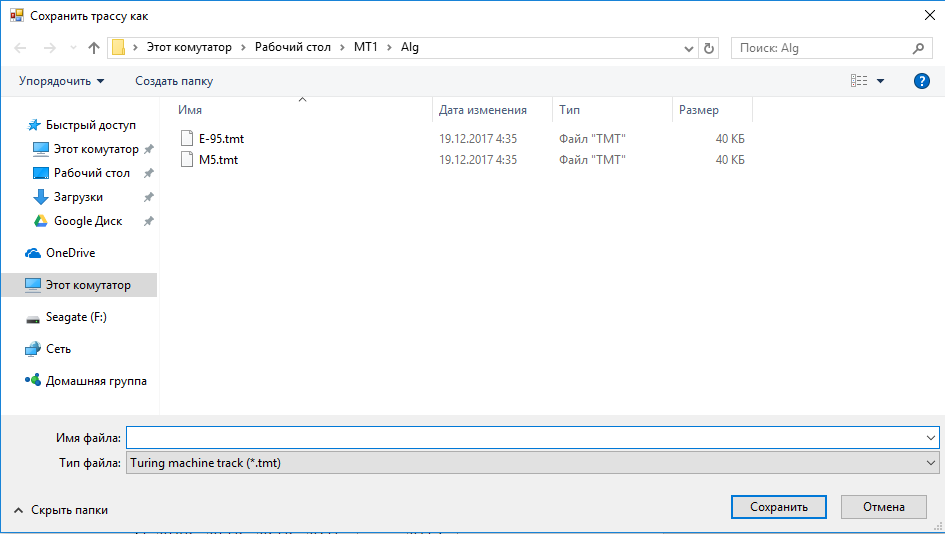 Сохранить трассу как
Этот комутатор
Рабочий стол
MT1
Alg
Поиск: Alg
Упорядочить
Создать папку
?
Имя
Дата изменения
Тип
Размер
Быстрый доступ
Этот комутатор
Рабочий стол
Загрузки
Google Диск
OneDrive
Этот комутатор
Seagate (F:)
Сеть
Домашняя группа
E-95.tmt
19.12.2017 4:35
Файл "TMT"
40 КБ
M5.tmt
19.12.2017 4:35
Файл "TMT"
40 КБ
Имя файла:
Тип файла:
Turing machine track (*.tmt)
Скрыть папки
Сохранить
Отмена